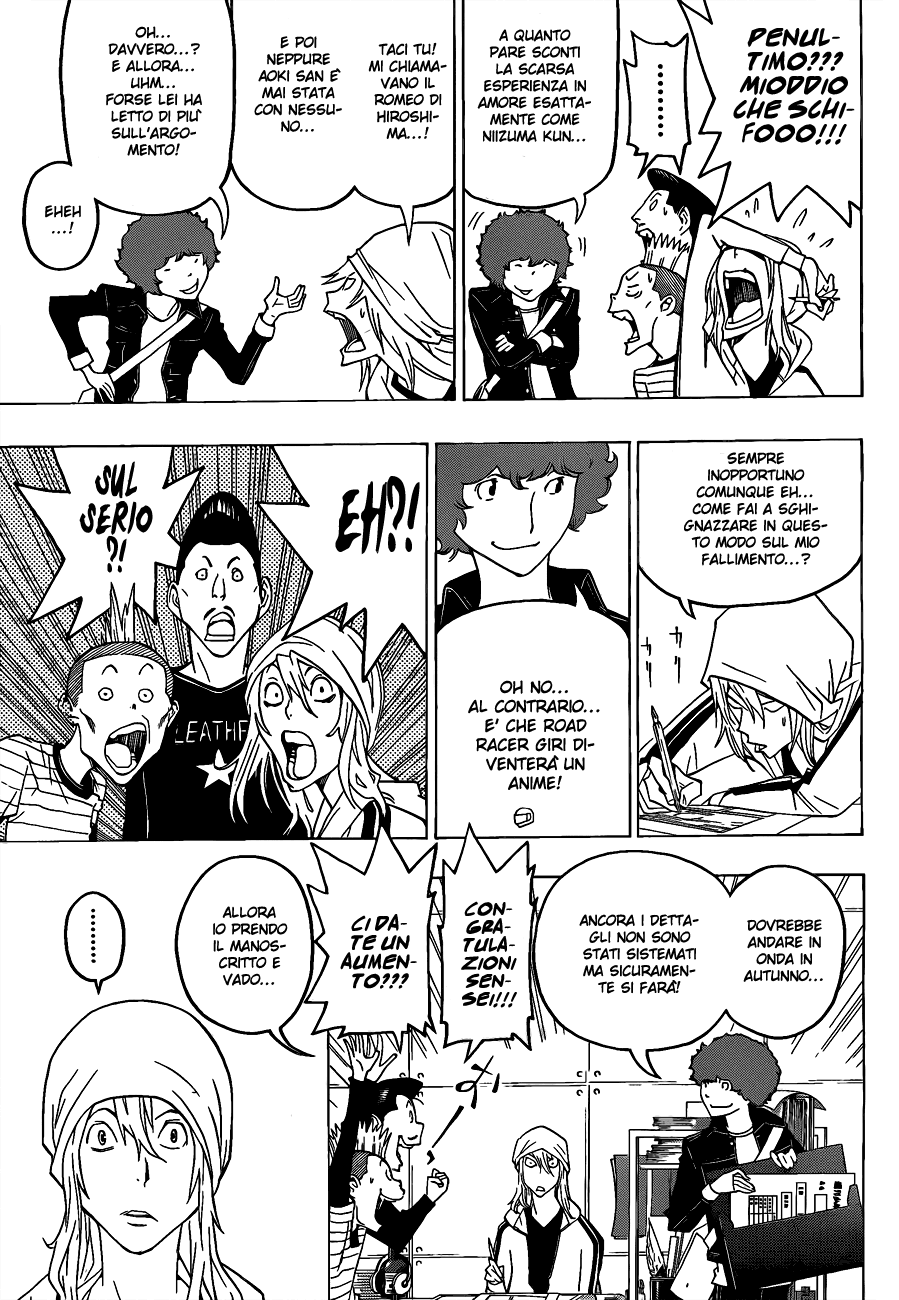 PENUL-
TIMO???
MIODDIO
CHE SCHI-
FOOO!!!
.......
A QUANTO
PARE SCONTI
LA SCARSA
ESPERIENZA IN
AMORE ESATTA-
MENTE COME
NIIZUMA KUN...
TACI TU!
MI CHIAMA-
VANO IL
ROMEO DI
HIROSHI-
MA...!
E POI
NEPPURE
AOKI SAN È
MAI STATA
CON NESSU-
NO...
OH...
DAVVERO...?
E ALLORA...
UHM...
FORSE LEI HA
LETTO DI PIÙ
SULL'ARGO-
MENTO!
EHEH
...!
SEMPRE
INOPPORTUNO
COMUNQUE EH...
COME FAI A SGHI-
GNAZZARE IN QUES-
TO MODO SUL MIO
FALLIMENTO...?
OH NO...
AL CONTRARIO...
E' CHE ROAD
RACER GIRI DI-
VENTERÀ UN
ANIME!
EH?!
SUL
SERIO
?!
LEATHE
DOVREBBE
ANDARE IN
ONDA IN
AUTUNNO...
ANCORA I DETTA-
GLI NON SONO
STATI SISTEMATI
MA SICURAMEN-
TE SI FARÀ!
CON-
GRA-
TULA-
ZIONI
SEN-
SEI!!!
CI DA-
TE UN
AUMEN-
TO???
ALLORA
IO PRENDO
IL MANOS-
CRITTO E
VADO...
.......